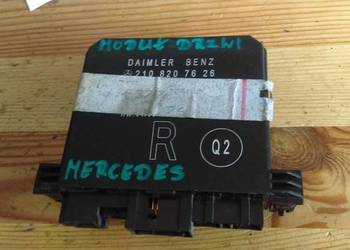 MODUŁ DRZWI
DAIMLER BENZ
210 820 76 26
R
Q2
MERCEDES